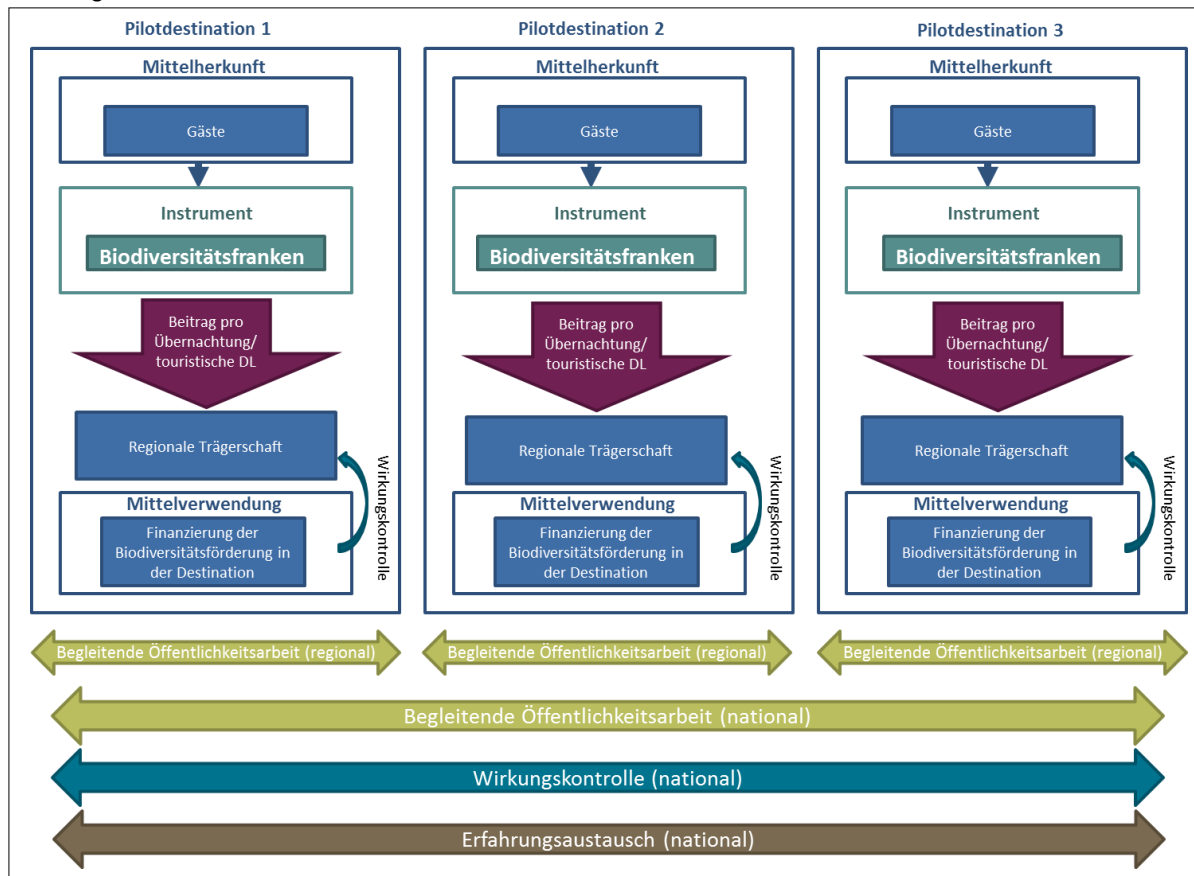 Pilotdestination 1
Mittelherkunft
Gäste
Instrument
Biodiversitätsfranken
Beitrag pro
Übernachtung/
touristische DL
Regionale Trägerschaft
Wirkungskontrolle
Mittelverwendung
Finanzierung der
Biodiversitätsförderung in
der Destination
Pilotdestination 2
Mittelherkunft
Gäste
Instrument
Biodiversitätsfranken
Beitrag pro
Übernachtung/
touristische DL
Regionale Trägerschaft
Wirkungskontrolle
Mittelverwendung
Finanzierung der
Biodiversitätsförderung in
der Destination
Pilotdestination 3
Mittelherkunft
Gäste
Instrument
Biodiversitätsfranken
Beitrag pro
Übernachtung/
touristische DL
Regionale Trägerschaft
Wirkungskontrolle
Mittelverwendung
Finanzierung der
Biodiversitätsförderung in
der Destination
Begleitende Öffentlichkeitsarbeit (regional)
Begleitende Öffentlichkeitsarbeit (regional)
Begleitende Öffentlichkeitsarbeit (regional)
Begleitende Öffentlichkeitsarbeit (national)
Wirkungskontrolle (national)
Erfahrungsaustausch (national)